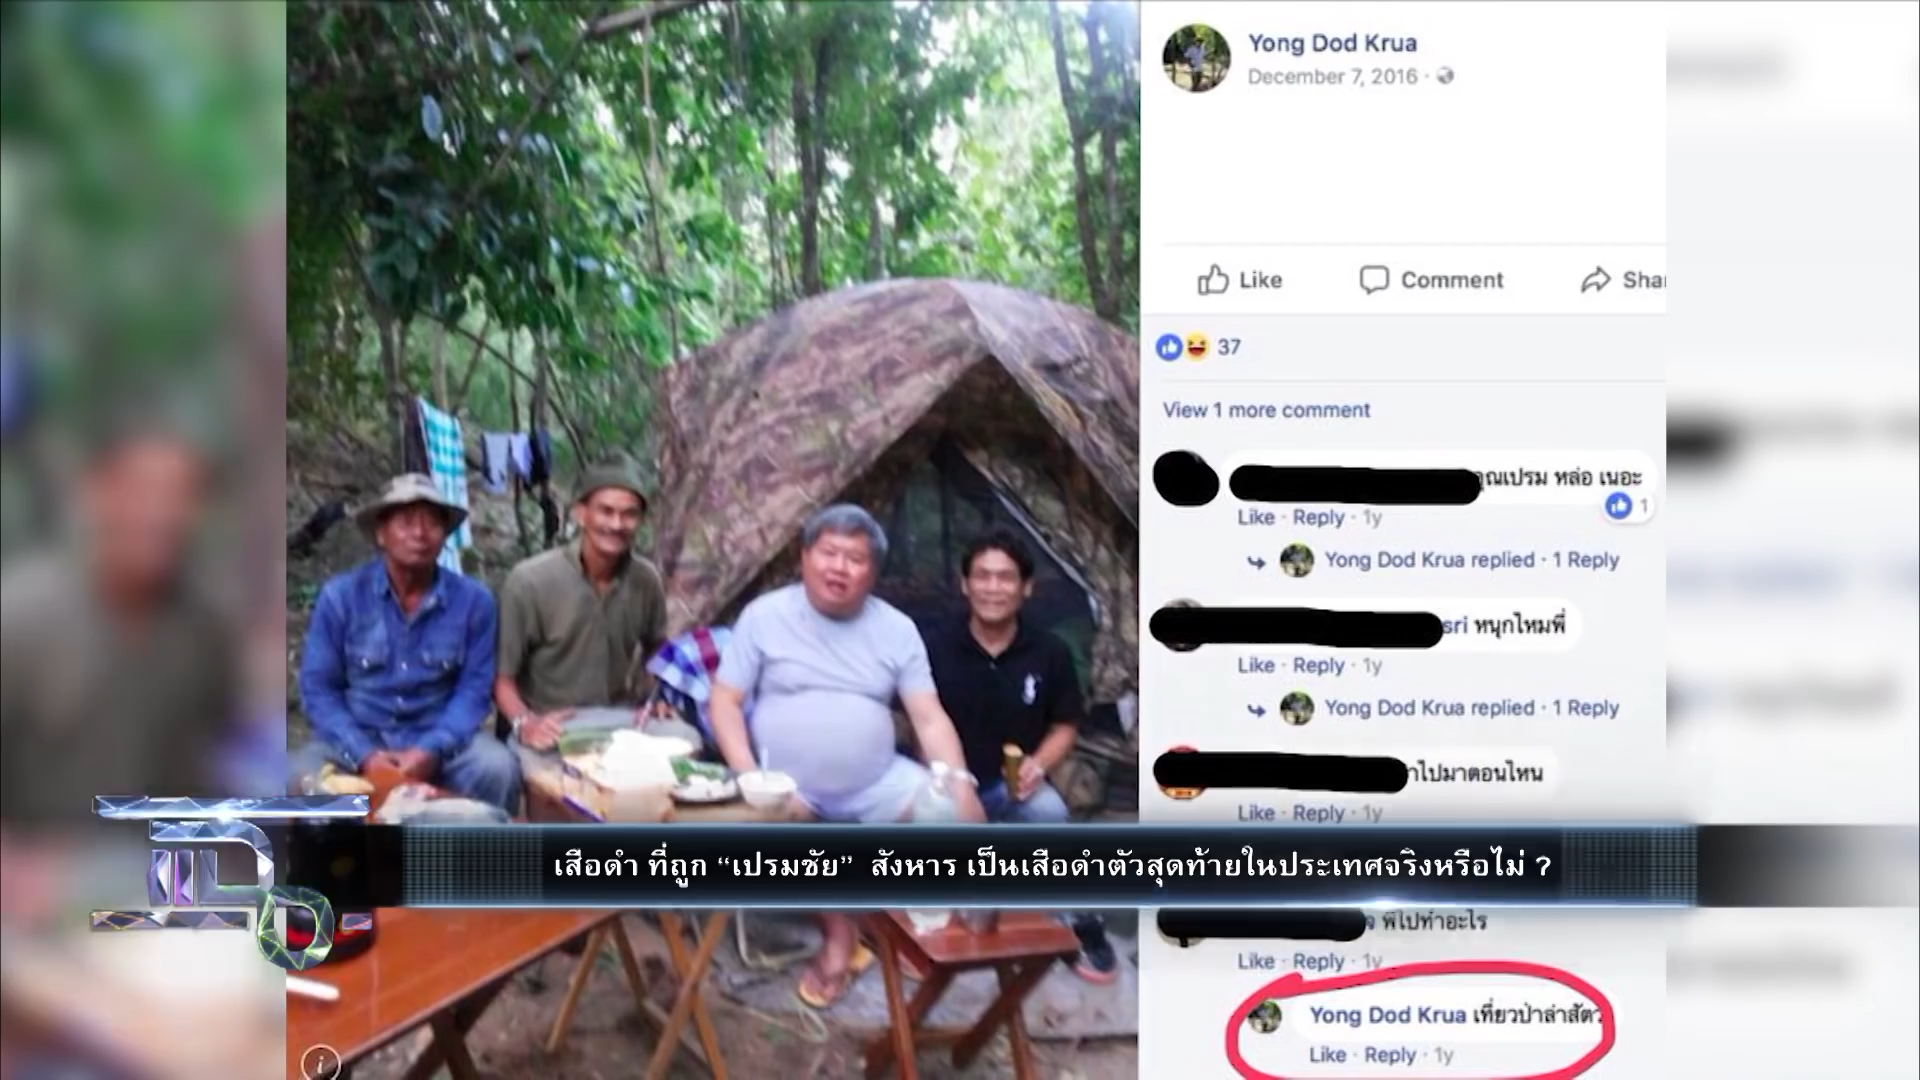 Yong Dod Krua
December 7, 2016
Like Comment
37
View 1 more comment
คุณเปรม หล่อ เนอะ
1
Like · Reply · 1y
Yong Dod Krua replied · 1 Reply
sri หนุกไหมพี่
Like · Reply · 1y
Yong Dod Krua replied · 1 Reply
ไปมาตอนไหน
Like · Reply · 1y
เสือดำ ที่ถูก “เปรมชัย” สังหาร เป็นเสือดำตัวสุดท้ายในประเทศจริงหรือไม่ ?
พี่ไปทำอะไร
Like · Reply · 1y
Yong Dod Krua เที่ยวป่าล่าสัตว
Like · Reply · 1y